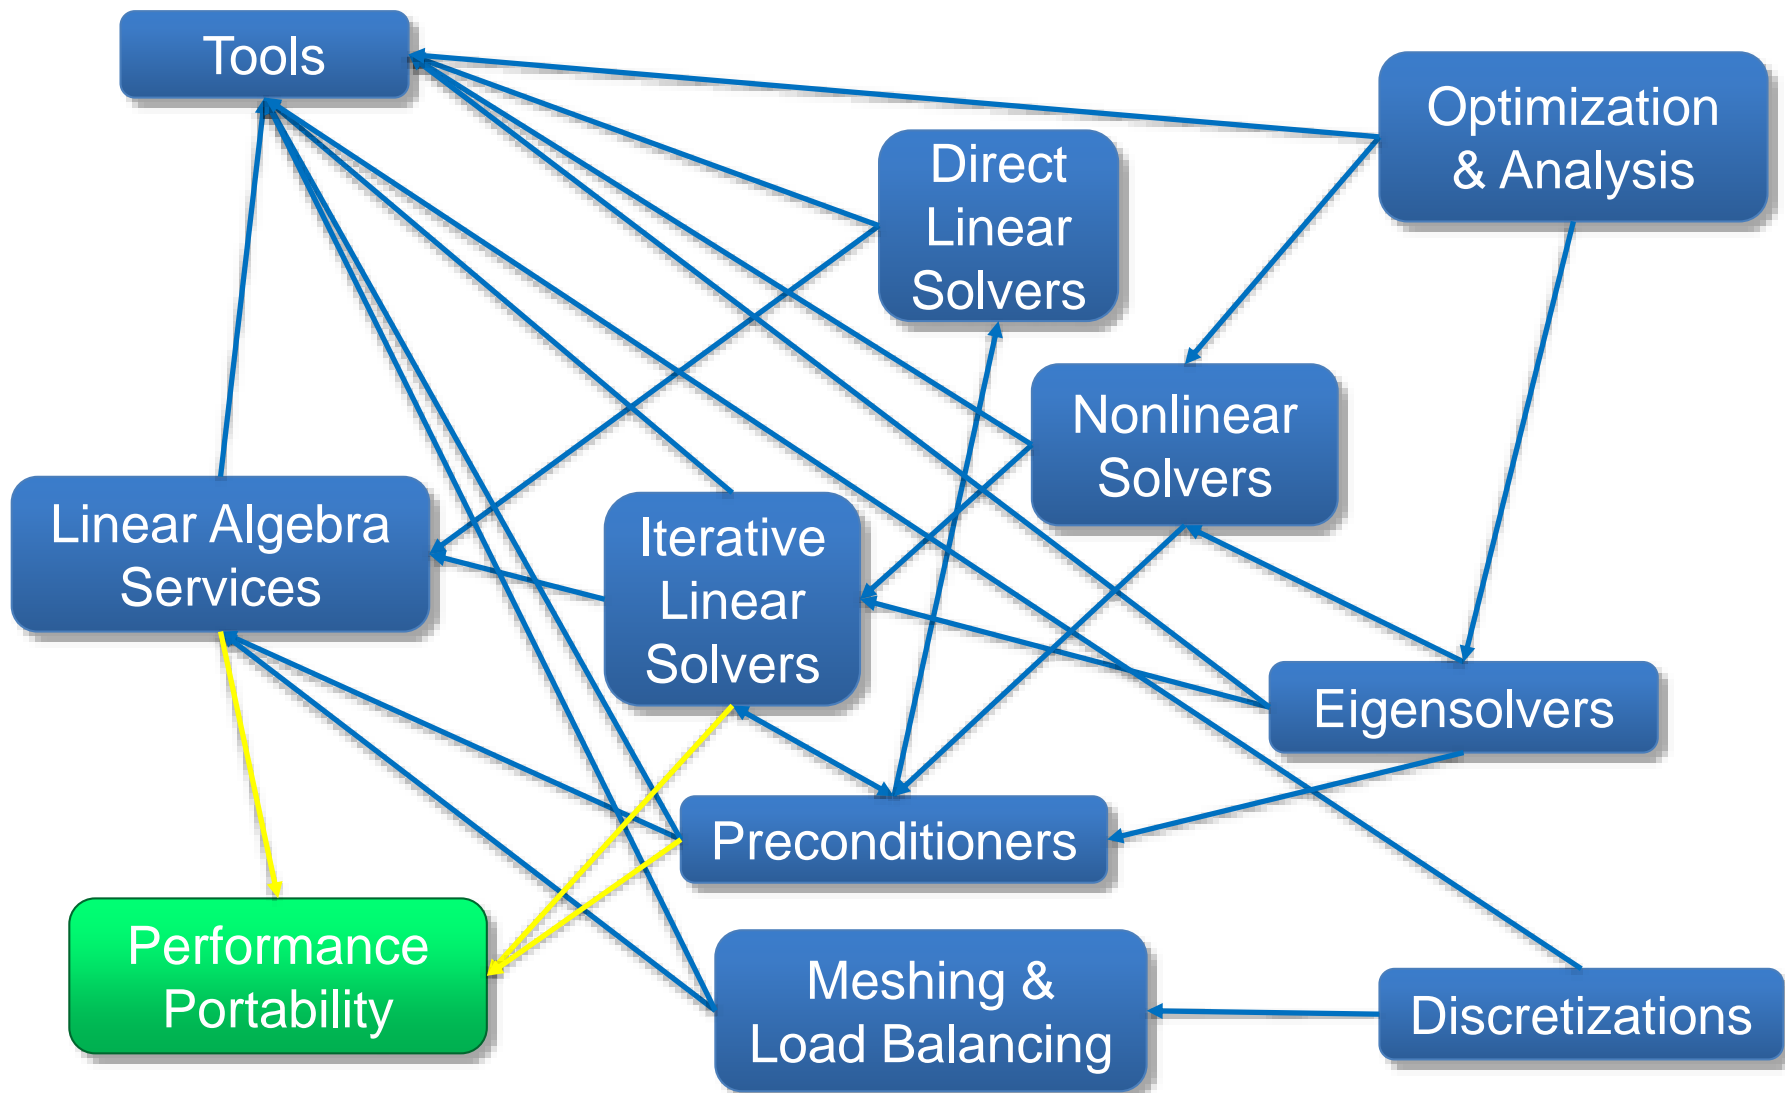 Tools
Optimization
& Analysis
Direct
Linear
Solvers
Nonlinear
Solvers
Linear Algebra
Services
Iterative
Linear
Solvers
Eigensolvers
Preconditioners
Performance
Portability
Meshing &
Load Balancing
Discretizations